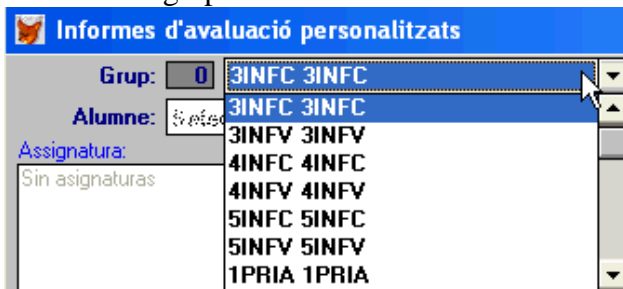 Informes d'avaluació personalitzats
Grup: 0 3INFC 3INFC
3INFC 3INFC
Alumne:
3INFV 3INFV
Assignatura:
4INFC 4INFC
Sin asignaturas
4INFV 4INFV
5INFC 5INFC
5INFV 5INFV
1PRIA 1PRIA